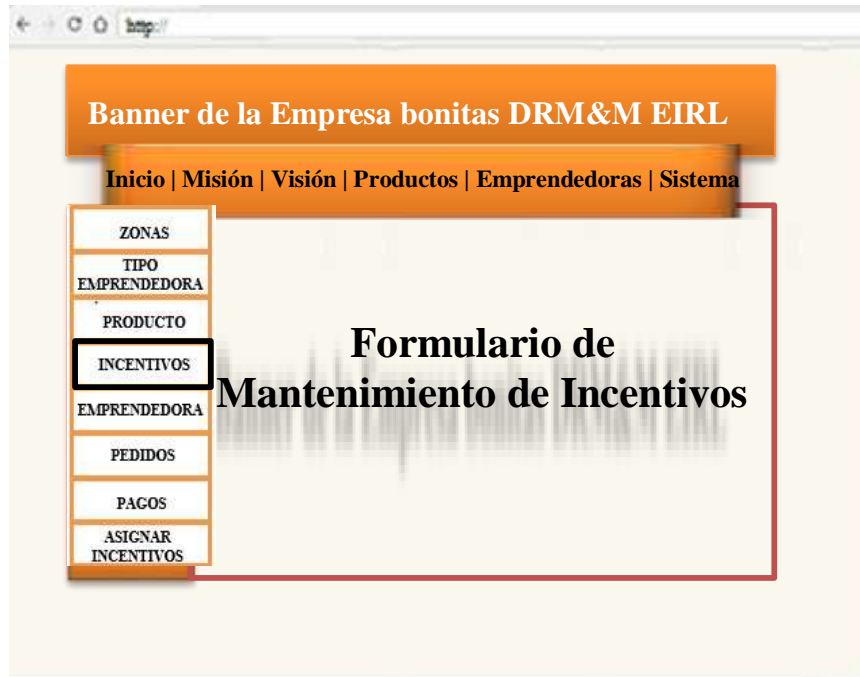 http://
Banner de la Empresa bonitas DRM&M EIRL
Inicio | Misión | Visión | Productos | Emprendedoras | Sistema
ZONAS
TIPO
EMPRENDEDORA
PRODUCTO
INCENTIVOS
EMPRENDEDORA
PEDIDOS
PAGOS
ASIGNAR
INCENTIVOS
Formulario de
Mantenimiento de Incentivos